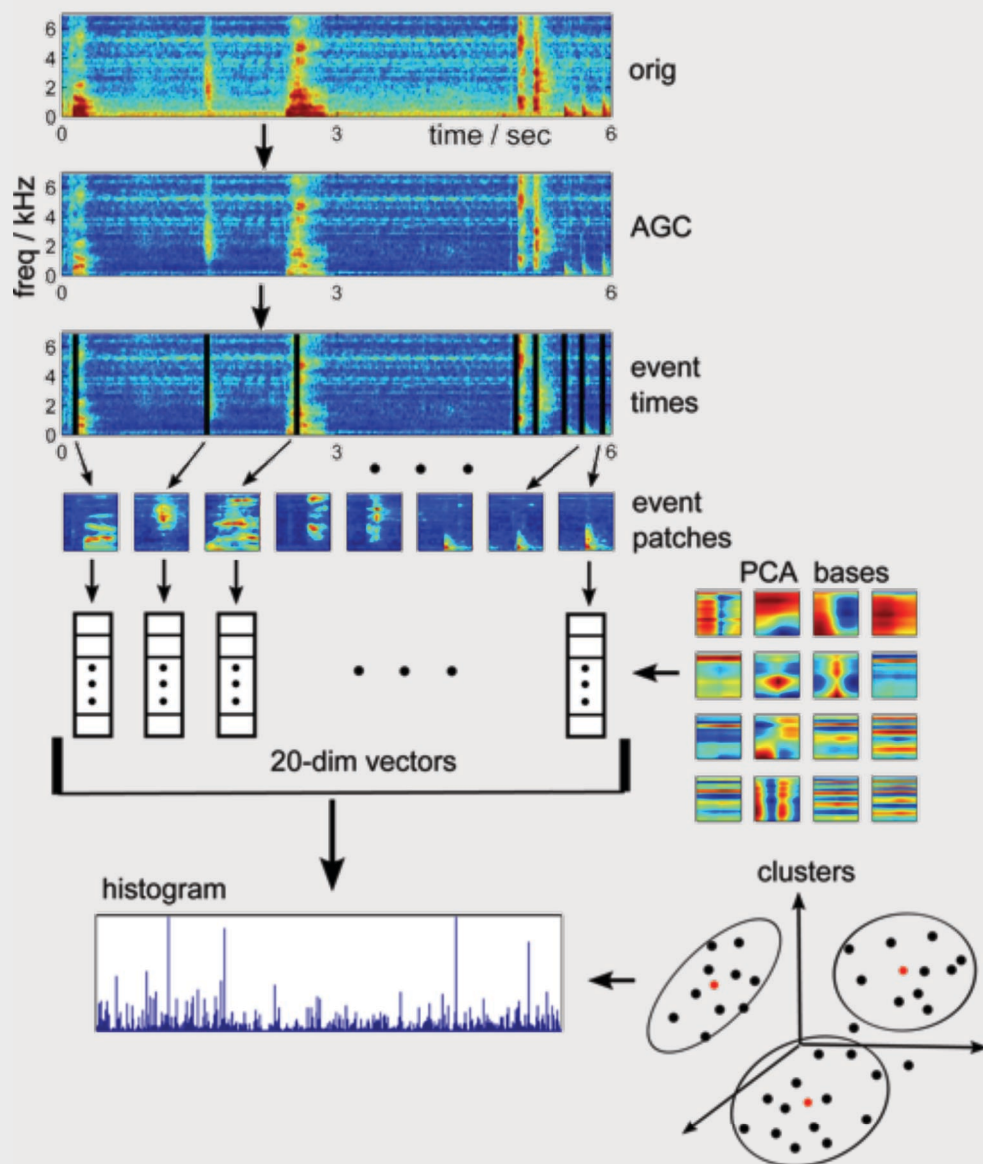 6
4
2
0
orig
0
3
time / sec
6
freq / kHz
6
4
2
0
AGC
0
3
6
6
4
2
0
event
times
0
3
6
event
patches
PCA bases
20-dim vectors
histogram
clusters